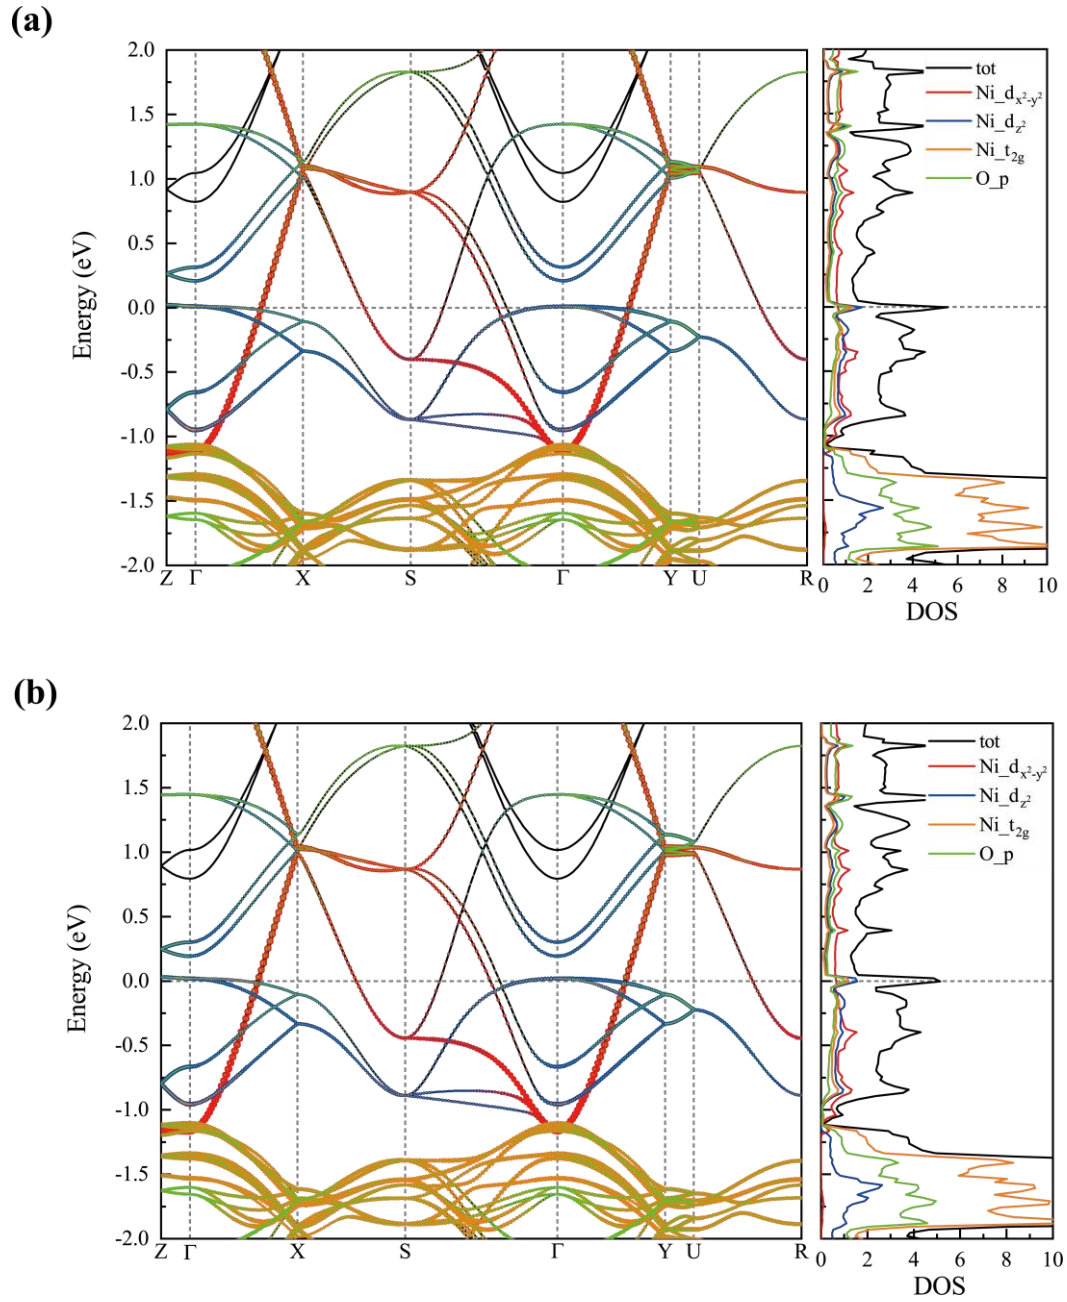 (a)
2.0
1.5
1.0
0.5
0.0
-0.5
-1.0
-1.5
-2.0
Energy (eV)
Z Γ X S Γ Y U R
tot
Ni_dx²-y²
Ni_dz²
Ni_t2g
O_p
0 2 4 6 8 10
DOS
(b)
2.0
1.5
1.0
0.5
0.0
-0.5
-1.0
-1.5
-2.0
Energy (eV)
Z Γ X S Γ Y U R
tot
Ni_dx²-y²
Ni_dz²
Ni_t2g
O_p
0 2 4 6 8 10
DOS